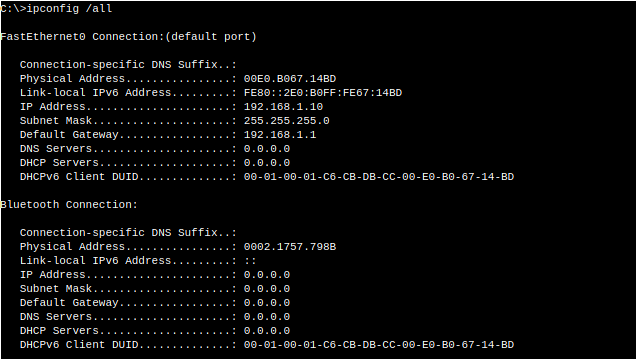 C:\>ipconfig /all
FastEthernet0 Connection:(default port)
Connection-specific DNS Suffix..:
Physical Address................: 00E0.B067.14BD
Link-local IPv6 Address.........: FE80::2E0:B0FF:FE67:14BD
IP Address......................: 192.168.1.10
Subnet Mask.....................: 255.255.255.0
Default Gateway.................: 192.168.1.1
DNS Servers.....................: 0.0.0.0
DHCP Servers....................: 0.0.0.0
DHCPv6 Client DUID..............: 00-01-00-01-C6-CB-DB-CC-00-E0-B0-67-14-BD
Bluetooth Connection:
Connection-specific DNS Suffix..:
Physical Address................: 0002.1757.798B
Link-local IPv6 Address.........: ::
IP Address......................: 0.0.0.0
Subnet Mask.....................: 0.0.0.0
Default Gateway.................: 0.0.0.0
DNS Servers.....................: 0.0.0.0
DHCP Servers....................: 0.0.0.0
DHCPv6 Client DUID..............: 00-01-00-01-C6-CB-DB-CC-00-E0-B0-67-14-BD